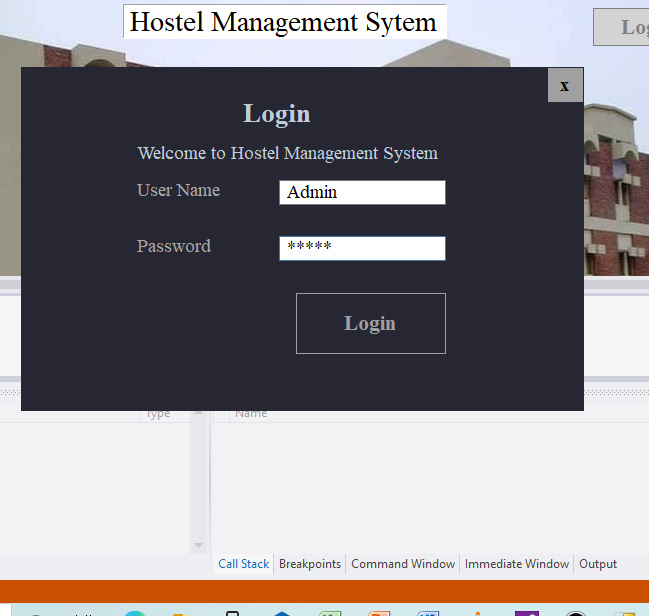 Hostel Management Sytem
Log
x
Login
Welcome to Hostel Management System
User Name
Admin
Password
*****
Login
Type
Name
Call Stack
Breakpoints
Command Window
Immediate Window
Output